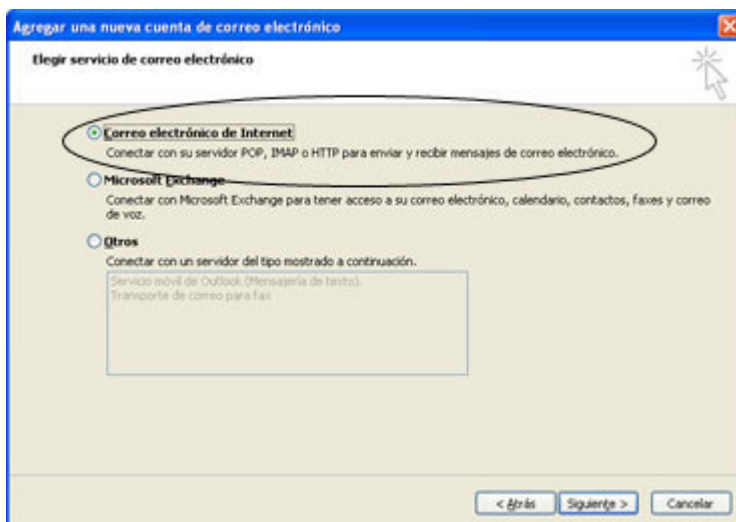 Agregar una nueva cuenta de correo electrónico
Elegir servicio de correo electrónico
Correo electrónico de Internet
Conectar con su servidor POP, IMAP o HTTP para enviar y recibir mensajes de correo electrónico.
Microsoft Exchange
Conectar con Microsoft Exchange para tener acceso a su correo electrónico, calendario, contactos, faxes y correo
de voz.
Otros
Conectar con un servidor del tipo mostrado a continuación.
Servicio móvil de Outlook (Mensajería de texto).
Transporte de correo para fax
< Atrás Siguiente > Cancelar